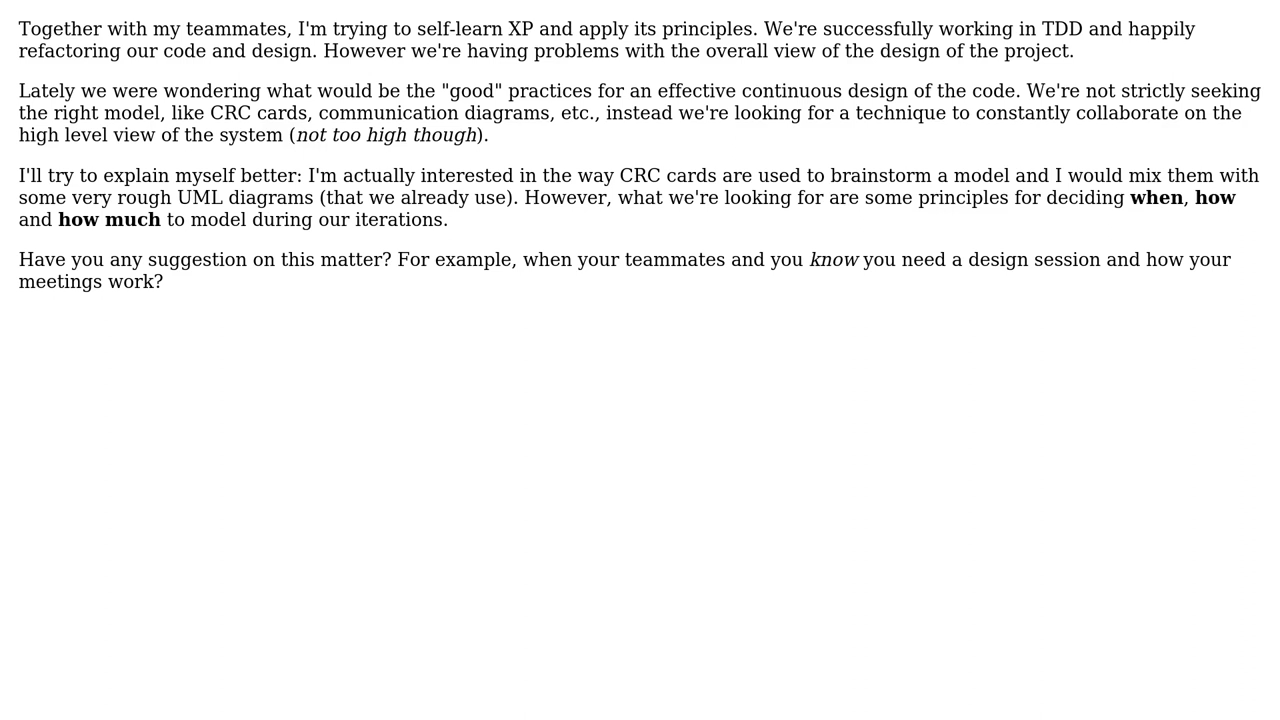 Together with my teammates, I'm trying to self-learn XP and apply its principles. We're successfully working in TDD and happily
refactoring our code and design. However we're having problems with the overall view of the design of the project.
Lately we were wondering what would be the "good" practices for an effective continuous design of the code. We're not strictly seeking
the right model, like CRC cards, communication diagrams, etc., instead we're looking for a technique to constantly collaborate on the
high level view of the system (not too high though).
I'll try to explain myself better: I'm actually interested in the way CRC cards are used to brainstorm a model and I would mix them with
some very rough UML diagrams (that we already use). However, what we're looking for are some principles for deciding when, how
and how much to model during our iterations.
Have you any suggestion on this matter? For example, when your teammates and you know you need a design session and how your
meetings work?